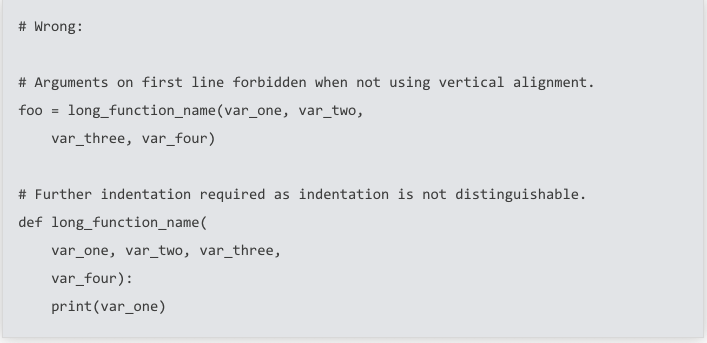 # Wrong:
# Arguments on first line forbidden when not using vertical alignment.
foo = long_function_name(var_one, var_two,
    var_three, var_four)
# Further indentation required as indentation is not distinguishable.
def long_function_name(
    var_one, var_two, var_three,
    var_four):
    print(var_one)